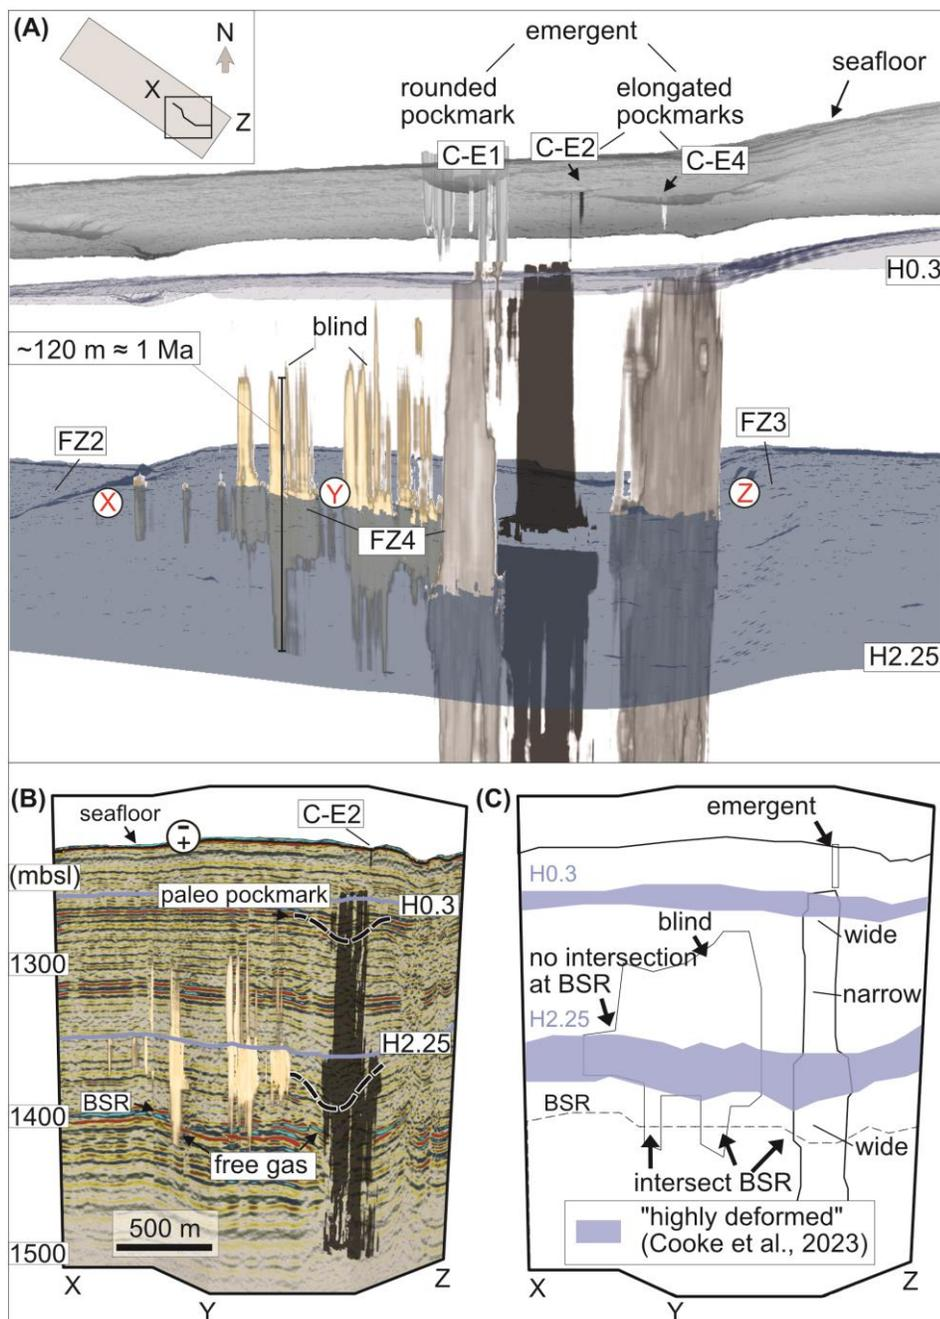 (A)
N
X
Z
emergent
rounded
pockmark
elongated
pockmarks
seafloor
C-E1
C-E2
C-E4
H0.3
blind
~120 m ≈ 1 Ma
FZ2
FZ3
X
Y
Z
FZ4
H2.25
(B)
seafloor
-
+
C-E2
(mbsl)
paleo pockmark
H0.3
1300
H2.25
BSR
1400
free gas
500 m
1500
X
Y
Z
(C)
emergent
H0.3
blind
wide
no intersection
at BSR
narrow
H2.25
BSR
wide
intersect BSR
"highly deformed"
(Cooke et al., 2023)
X
Y
Z